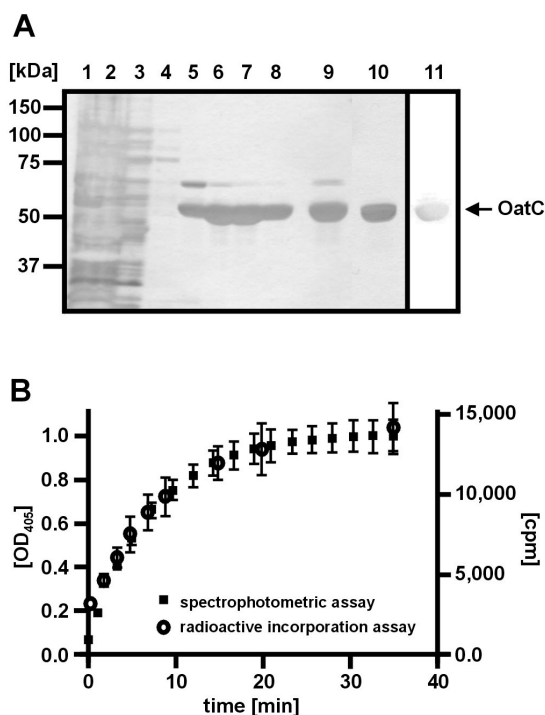 A
[kDa] 1 2 3 4 5 6 7 8 9 10 11
150
100
75
50
37
OatC
B
1.0
0.8
0.6
0.4
0.2
0.0
[OD405]
15,000
10,000
5,000
0.0
[cpm]
spectrophotometric assay
radioactive incorporation assay
0 10 20 30 40
time [min]